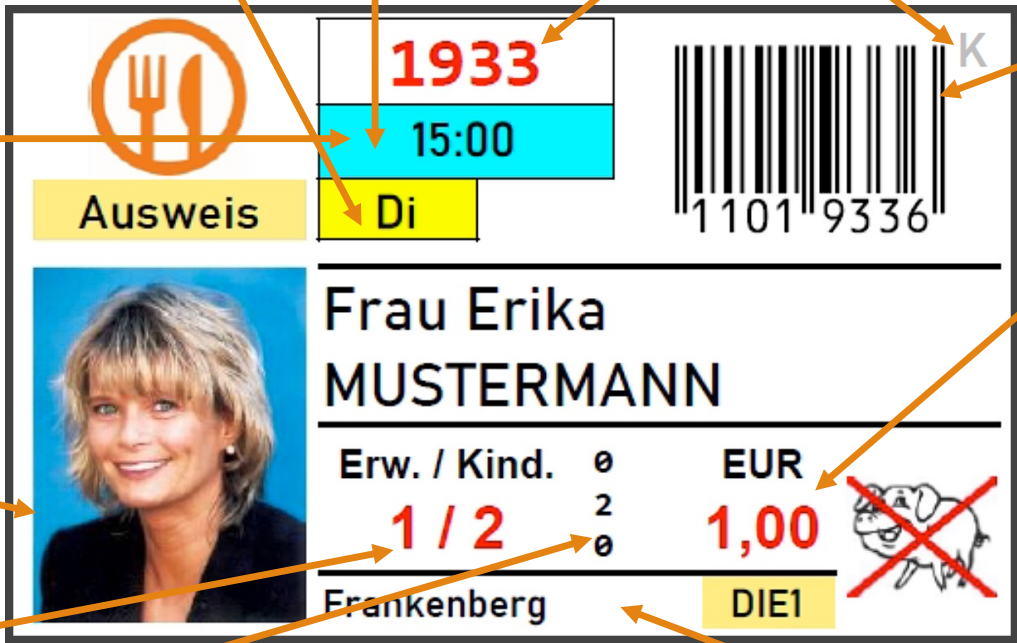 1933
K
15:00
Ausweis
Di
1101 9336
Frau Erika
MUSTERMANN
Erw. / Kind.
0
2
0
EUR
1 / 2
1,00
Frankenberg
DIE1